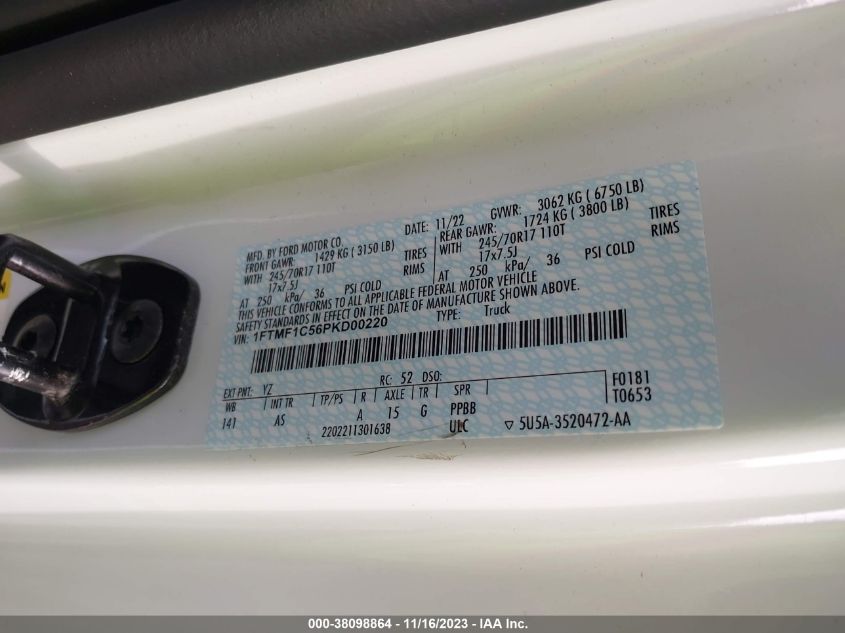 MFD. BY FORD MOTOR CO.
DATE: 11/22 GVWR: 3062 KG ( 6750 LB)
FRONT GAWR: 1429 KG ( 3150 LB) REAR GAWR: 1724 KG ( 3800 LB)
WITH 245/70R17 110T TIRES WITH 245/70R17 110T TIRES
17x7.5J RIMS 17x7.5J RIMS
AT 250 kPa/ 36 PSI COLD AT 250 kPa/ 36 PSI COLD
THIS VEHICLE CONFORMS TO ALL APPLICABLE FEDERAL MOTOR VEHICLE
SAFETY STANDARDS IN EFFECT ON THE DATE OF MANUFACTURE SHOWN ABOVE.
VIN: 1FTMF1C56PKD00220 TYPE: Truck
EXT PNT: YZ RC: 52 DSO: F0181
WB INT TR TP/PS R AXLE TR SPR T0653
141 AS A 15 G PPBB
2202211301638 ULC ▽ 5U5A-3520472-AA
000-38098864 - 11/16/2023 - IAA Inc.